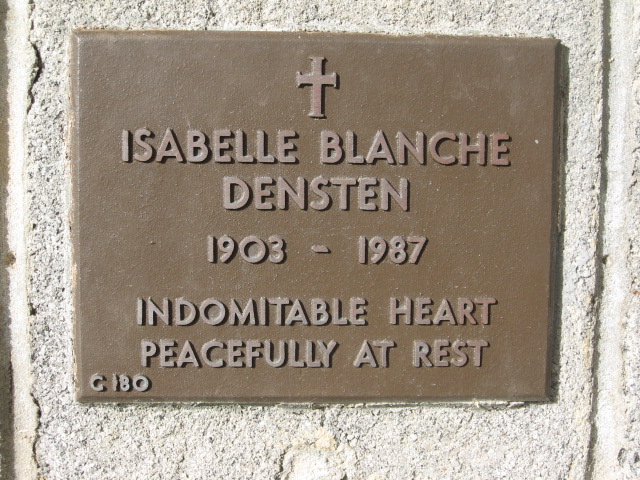 ISABELLE BLANCHE
DENSTEN
1903 - 1987
INDOMITABLE HEART
PEACEFULLY AT REST
C 180